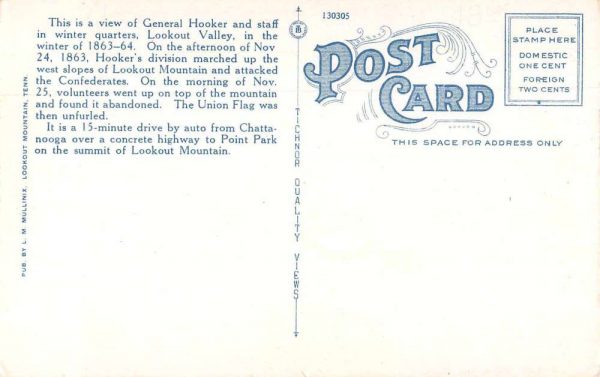 This is a view of General Hooker and staff
in winter quarters, Lookout Valley, in the
winter of 1863-64. On the afternoon of Nov
24, 1863, Hooker's division marched up the
west slopes of Lookout Mountain and attacked
the Confederates. On the morning of Nov.
25, volunteers went up on top of the mountain
and found it abandoned. The Union Flag was
then unfurled.
It is a 15-minute drive by auto from Chatta-
nooga over a concrete highway to Point Park
on the summit of Lookout Mountain.
PUB. BY L. M. MULLINIX, LOOKOUT MOUNTAIN, TENN.
TICHNOR QUALITY VIEWS
130305
POST
CARD
THIS SPACE FOR ADDRESS ONLY
PLACE
STAMP HERE
DOMESTIC
ONE CENT
FOREIGN
TWO CENTS